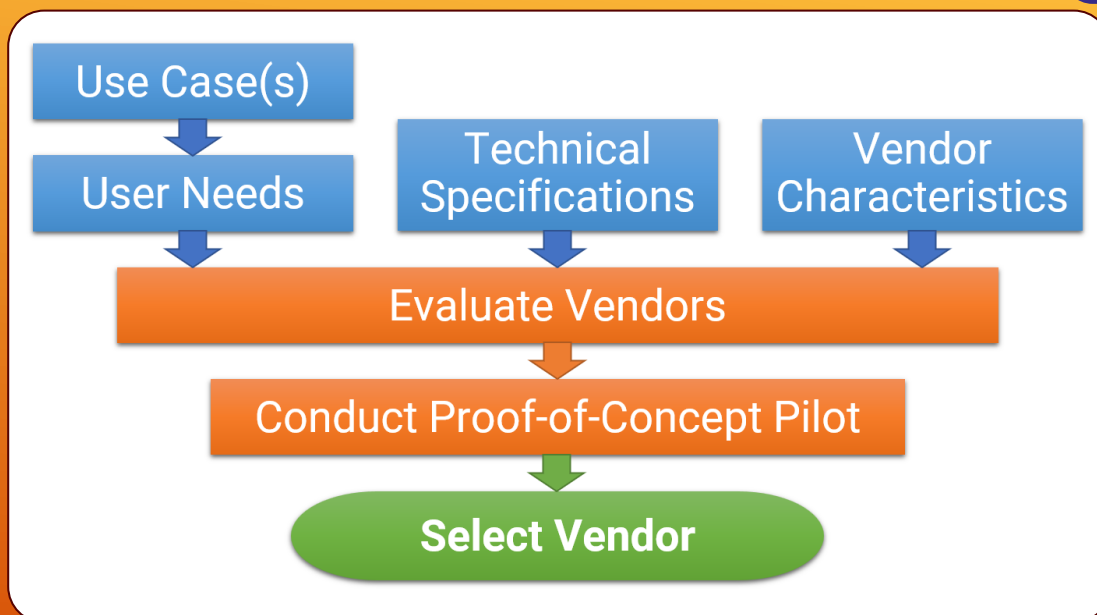 Use Case(s)
User Needs
Technical
Specifications
Vendor
Characteristics
Evaluate Vendors
Conduct Proof-of-Concept Pilot
Select Vendor